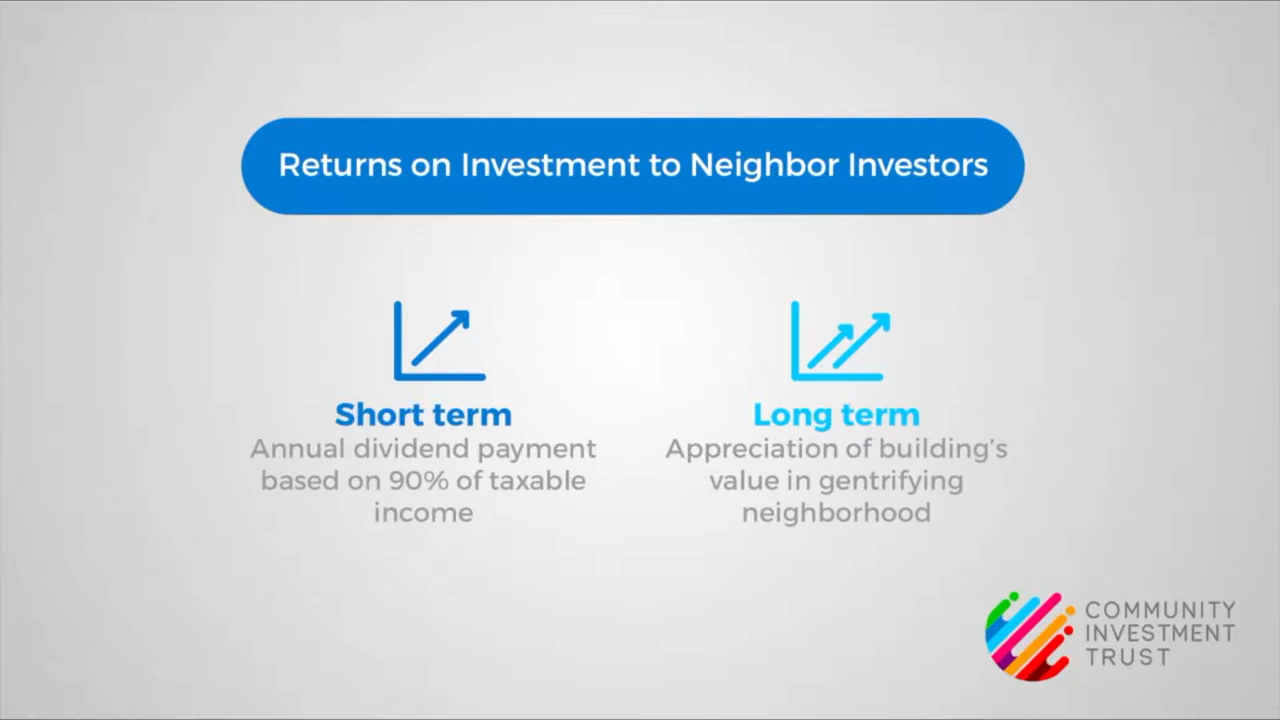 Returns on Investment to Neighbor Investors
Short term
Annual dividend payment
based on 90% of taxable
income
Long term
Appreciation of building's
value in gentrifying
neighborhood
COMMUNITY
INVESTMENT
TRUST